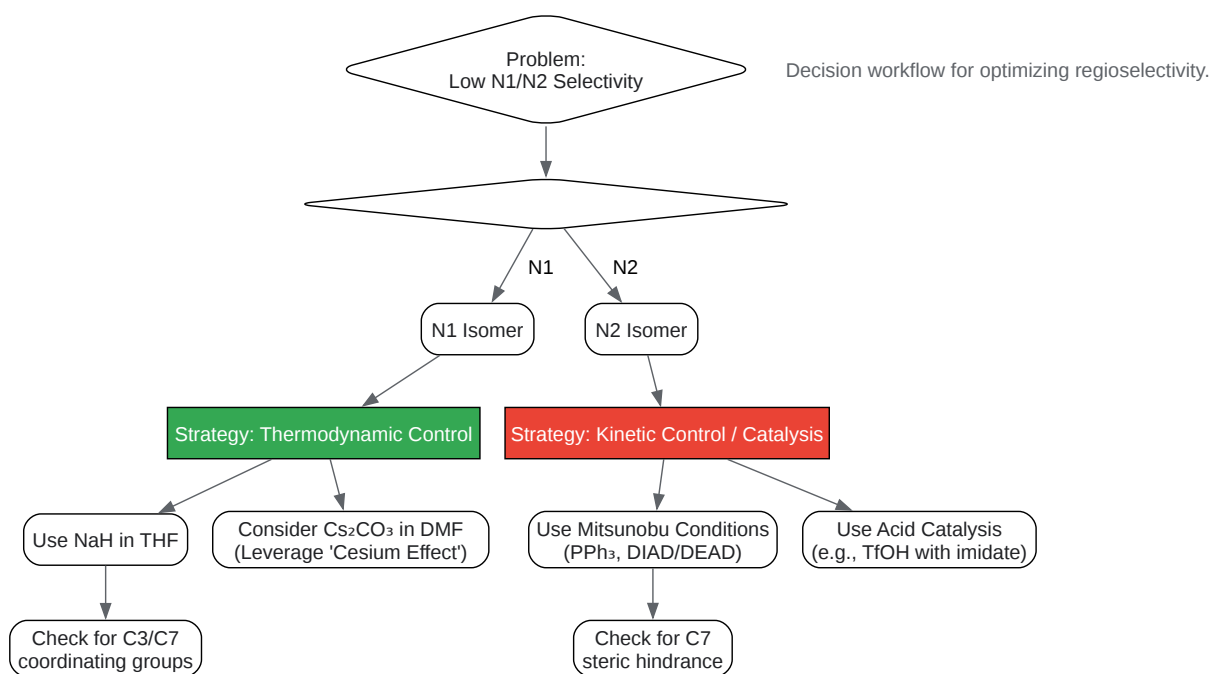 Problem:
Low N1/N2 Selectivity
Decision workflow for optimizing regioselectivity.
N1
N2
N1 Isomer
N2 Isomer
Strategy: Thermodynamic Control
Strategy: Kinetic Control / Catalysis
Use NaH in THF
Consider Cs₂CO₃ in DMF
(Leverage 'Cesium Effect')
Use Mitsunobu Conditions
(PPh₃, DIAD/DEAD)
Use Acid Catalysis
(e.g., TfOH with imidate)
Check for C3/C7
coordinating groups
Check for C7
steric hindrance